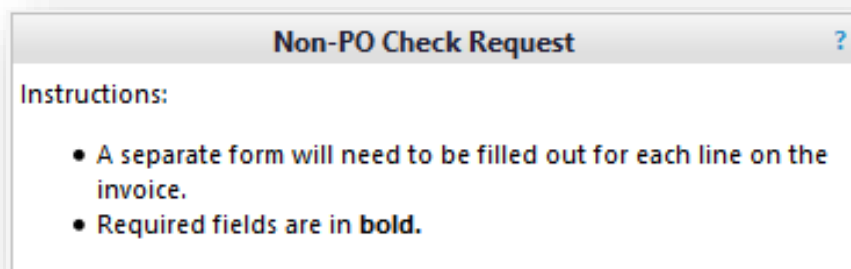 Non-PO Check Request ?
Instructions:
• A separate form will need to be filled out for each line on the
invoice.
• Required fields are in bold.